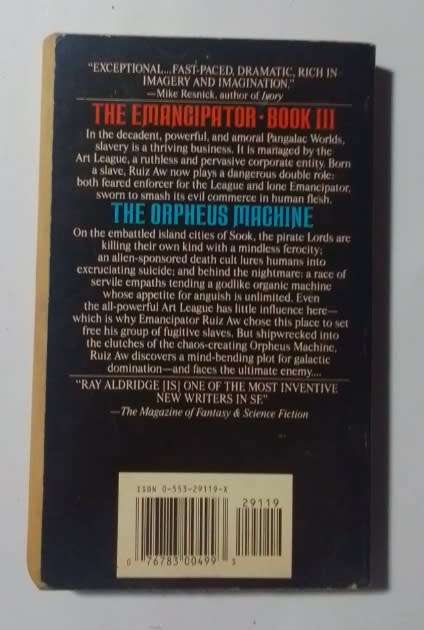 "EXCEPTIONAL...FAST-PACED, DRAMATIC, RICH IN
IMAGERY AND IMAGINATION."
—Mike Resnick, author of Ivory
THE EMANCIPATOR • BOOK III
In the decadent, powerful, and amoral Pangalac Worlds,
slavery is a thriving business. It is managed by the
Art League, a ruthless and pervasive corporate entity. Born
a slave, Ruiz Aw now plays a dangerous double role:
both feared enforcer for the League and lone Emancipator,
sworn to smash its evil commerce in human flesh.
THE ORPHEUS MACHINE
On the embattled island cities of Sook, the pirate Lords are
killing their own kind with a mindless ferocity;
an alien-sponsored death cult lures humans into
excruciating suicide; and behind the nightmare: a race of
servile empaths tending a godlike organic machine
whose appetite for anguish is unlimited. Even
the all-powerful Art League has little influence here—
which is why Emancipator Ruiz Aw chose this place to set
free his group of fugitive slaves. But shipwrecked into
the clutches of the chaos-creating Orpheus Machine,
Ruiz Aw discovers a mind-bending plot for galactic
domination—and faces the ultimate enemy....
"RAY ALDRIDGE [IS] ONE OF THE MOST INVENTIVE
NEW WRITERS IN SF."
—The Magazine of Fantasy & Science Fiction
ISBN 0-553-29119-X
29119
0 76783 00499 3